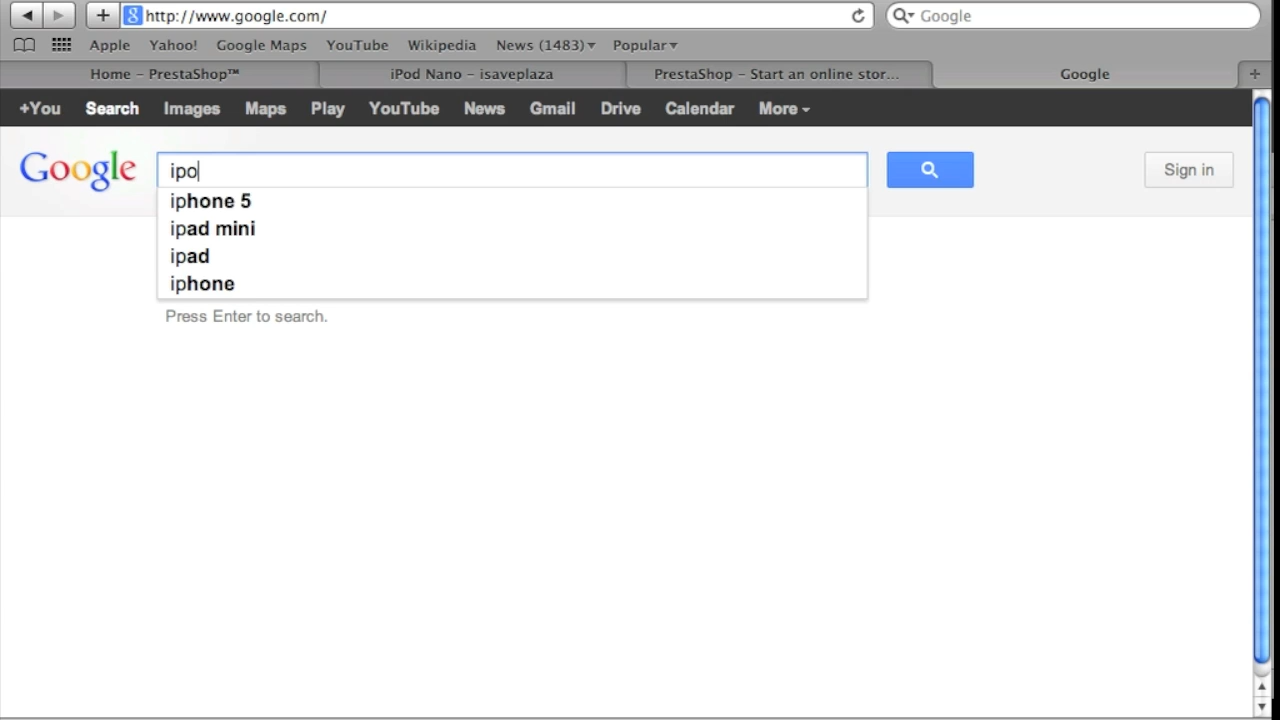 http://www.google.com/ Google
Apple Yahoo! Google Maps YouTube Wikipedia News (1483)▾ Popular▾
Home – PrestaShop™ iPod Nano – isaveplaza PrestaShop – Start an online stor... Google
+You Search Images Maps Play YouTube News Gmail Drive Calendar More
Google ipo Sign in
iphone 5
ipad mini
ipad
iphone
Press Enter to search.